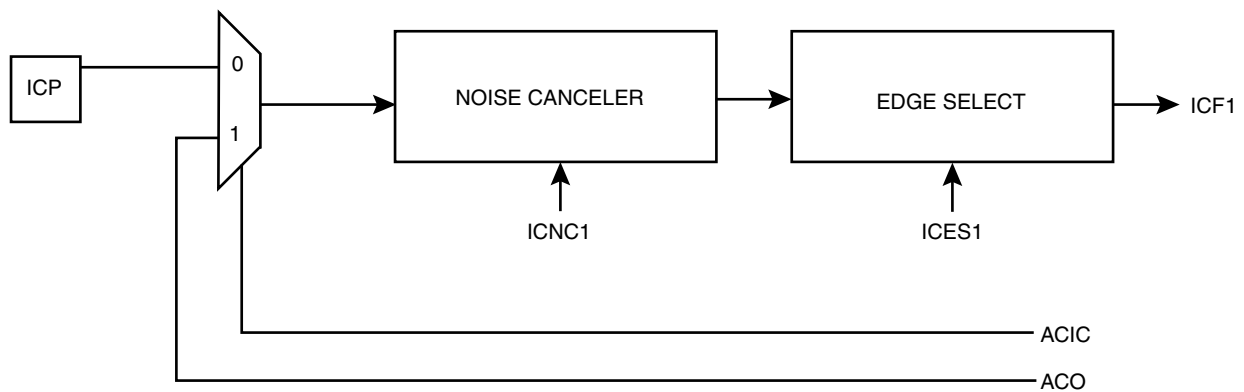 ICP
0
1
NOISE CANCELER
EDGE SELECT
ICF1
ICNC1
ICES1
ACIC
ACO